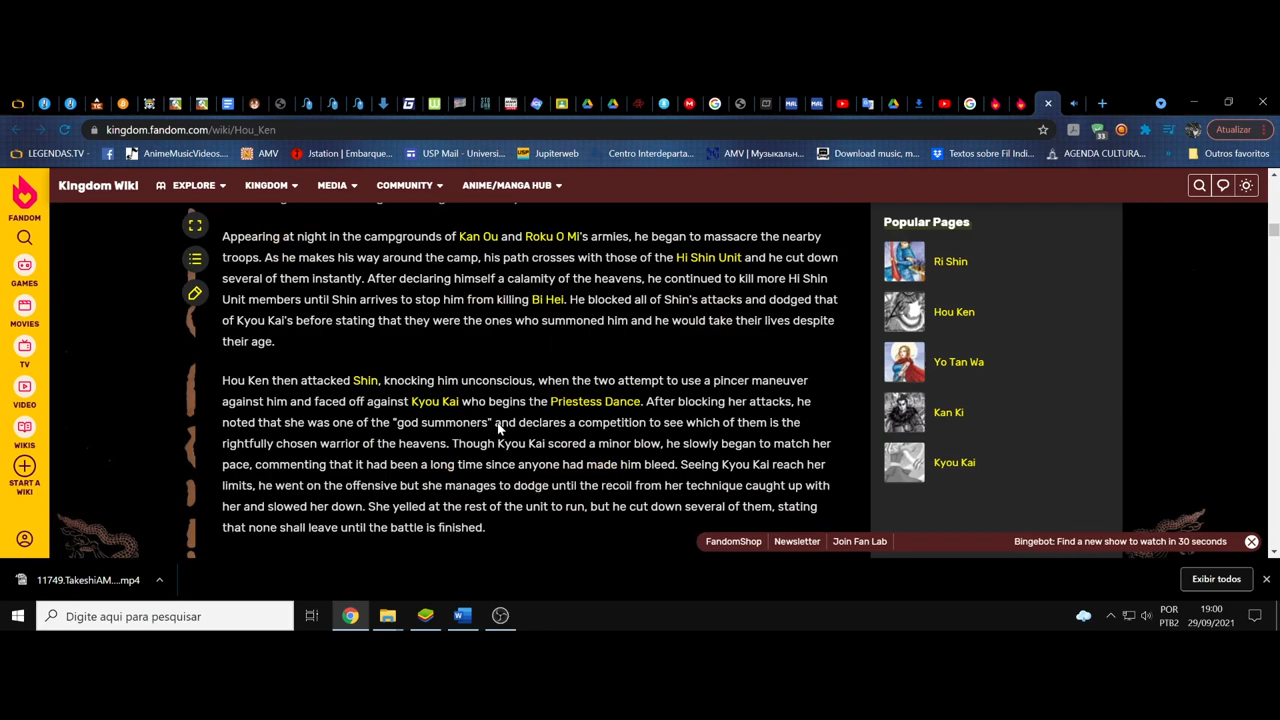 kingdom.fandom.com/wiki/Hou_Ken
33
Atualizar
LEGENDAS.TV -
AnimeMusicVideos...
AMV
Jstation | Embarque...
USP Mail - Universi...
Jupiterweb
Centro Interdeparta...
AMV | Музыкальн...
Download music, m...
Textos sobre Fil Indi...
AGENDA CULTURA...
Outros favoritos
FANDOM
GAMES
MOVIES
TV
VIDEO
WIKIS
START A
WIKI
Kingdom Wiki
EXPLORE
KINGDOM
MEDIA
COMMUNITY
ANIME/MANGA HUB
Appearing at night in the campgrounds of Kan Ou and Roku O Mi's armies, he began to massacre the nearby
troops. As he makes his way around the camp, his path crosses with those of the Hi Shin Unit and he cut down
several of them instantly. After declaring himself a calamity of the heavens, he continued to kill more Hi Shin
Unit members until Shin arrives to stop him from killing Bi Hei. He blocked all of Shin's attacks and dodged that
of Kyou Kai's before stating that they were the ones who summoned him and he would take their lives despite
their age.
Hou Ken then attacked Shin, knocking him unconscious, when the two attempt to use a pincer maneuver
against him and faced off against Kyou Kai who begins the Priestess Dance. After blocking her attacks, he
noted that she was one of the "god summoners" and declares a competition to see which of them is the
rightfully chosen warrior of the heavens. Though Kyou Kai scored a minor blow, he slowly began to match her
pace, commenting that it had been a long time since anyone had made him bleed. Seeing Kyou Kai reach her
limits, he went on the offensive but she manages to dodge until the recoil from her technique caught up with
her and slowed her down. She yelled at the rest of the unit to run, but he cut down several of them, stating
that none shall leave until the battle is finished.
Popular Pages
Ri Shin
Hou Ken
Yo Tan Wa
Kan Ki
Kyou Kai
FandomShop
Newsletter
Join Fan Lab
Bingebot: Find a new show to watch in 30 seconds
11749.TakeshiAM....mp4
Exibir todos
Digite aqui para pesquisar
POR
PTB2
19:00
29/09/2021